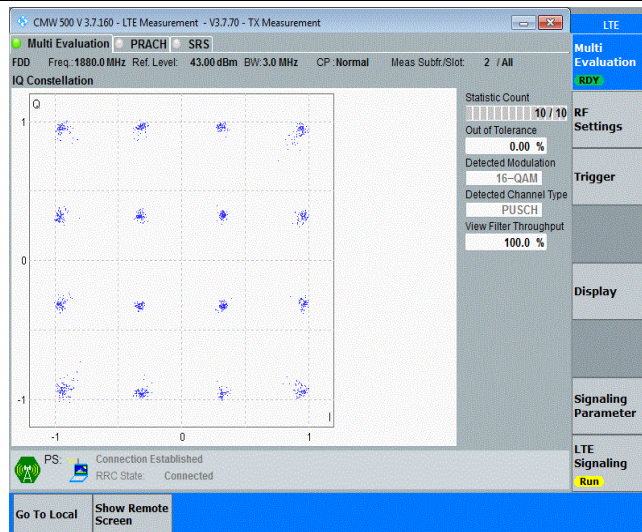 CMW 500 V 3.7.160 - LTE Measurement - V3.7.70 - TX Measurement
LTE
Multi Evaluation PRACH SRS
FDD Freq.: 1880.0 MHz Ref. Level: 43.00 dBm BW: 3.0 MHz CP : Normal Meas Subfr./Slot: 2 / All
IQ Constellation
Q
1
0
-1
I
-1 0 1
Statistic Count
10 / 10
Out of Tolerance
0.00 %
Detected Modulation
16-QAM
Detected Channel Type
PUSCH
View Filter Throughput
100.0 %
Multi
Evaluation
RDY
RF
Settings
Trigger
Display
Signaling
Parameter
LTE
Signaling
Run
PS: Connection Established
RRC State: Connected
Go To Local
Show Remote
Screen